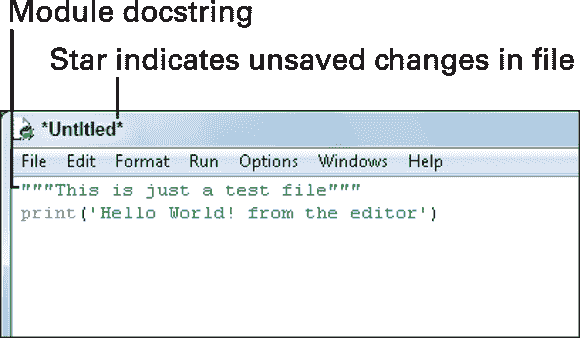 Module docstring
Star indicates unsaved changes in file
*Untitled*
File Edit Format Run Options Windows Help
"""This is just a test file"""
print('Hello World! from the editor')